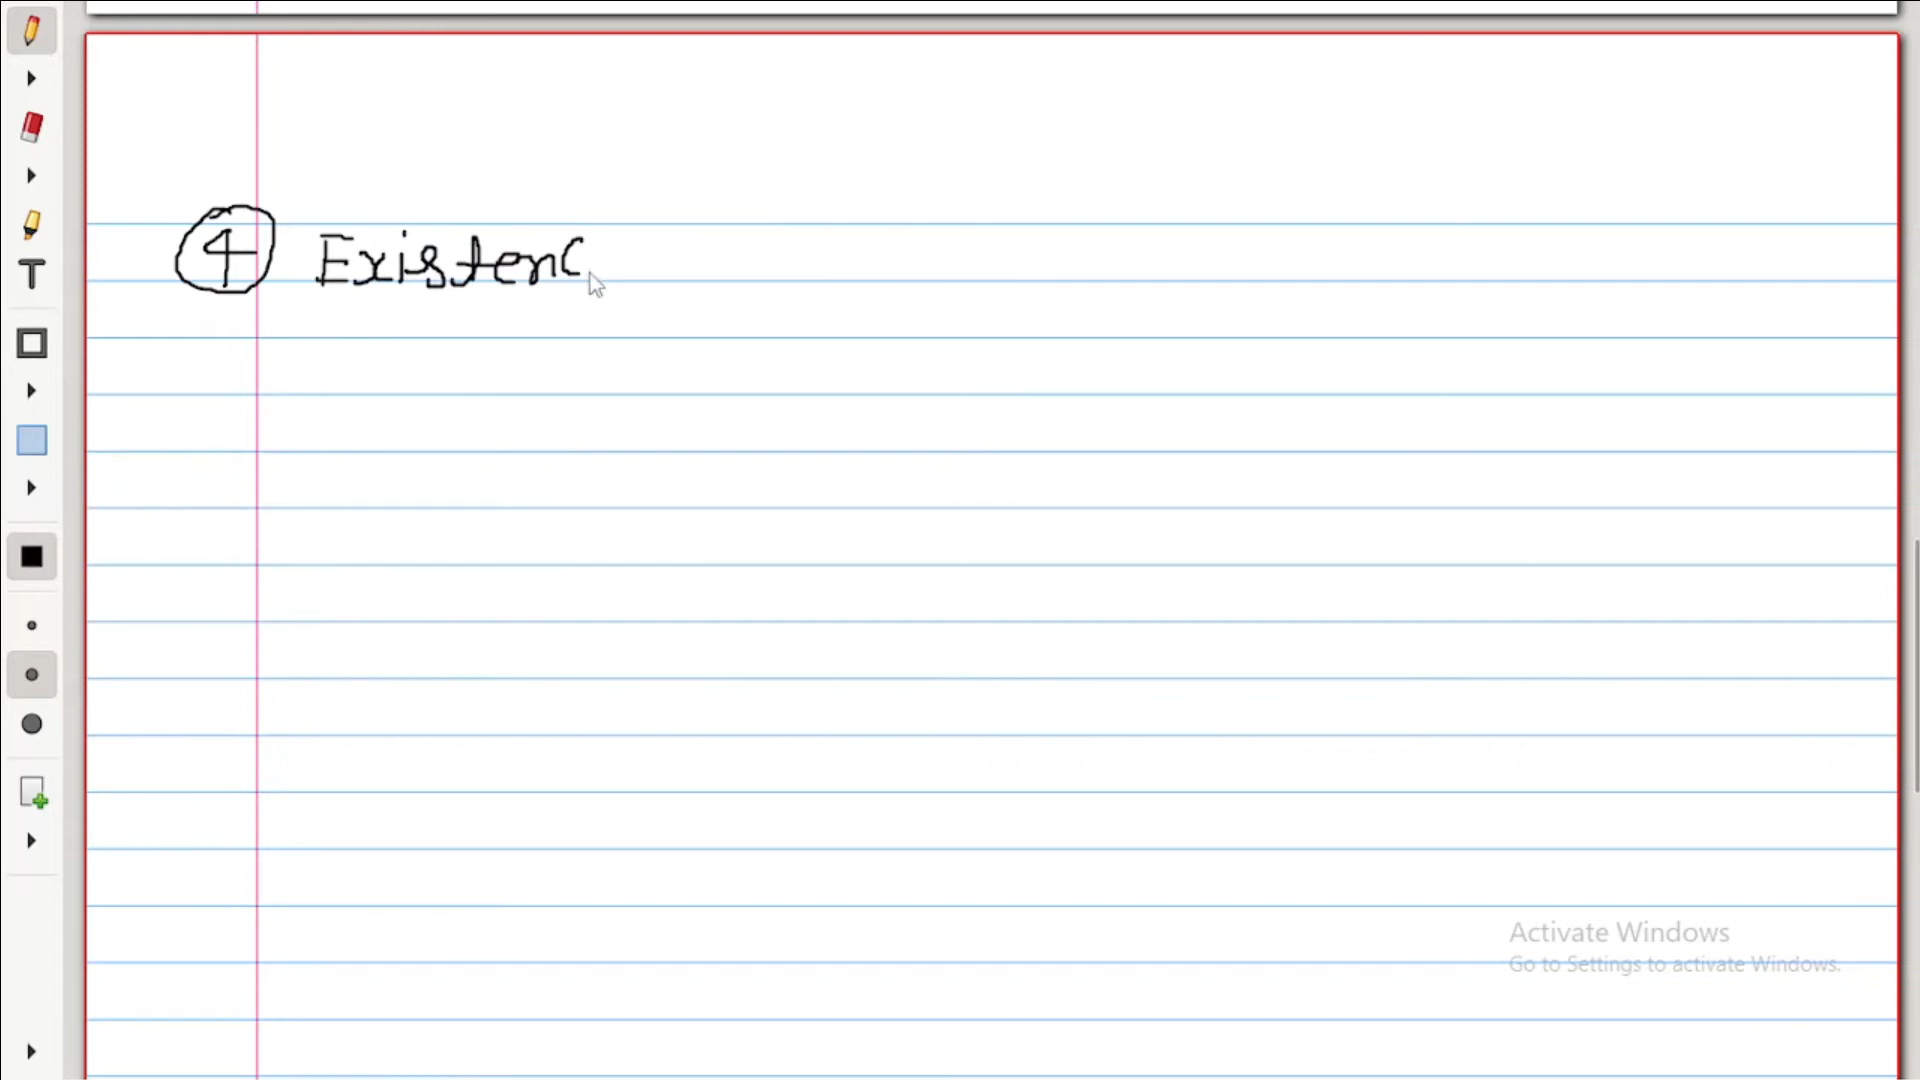 ④ Existenc
T
Activate Windows
Go to Settings to activate Windows.